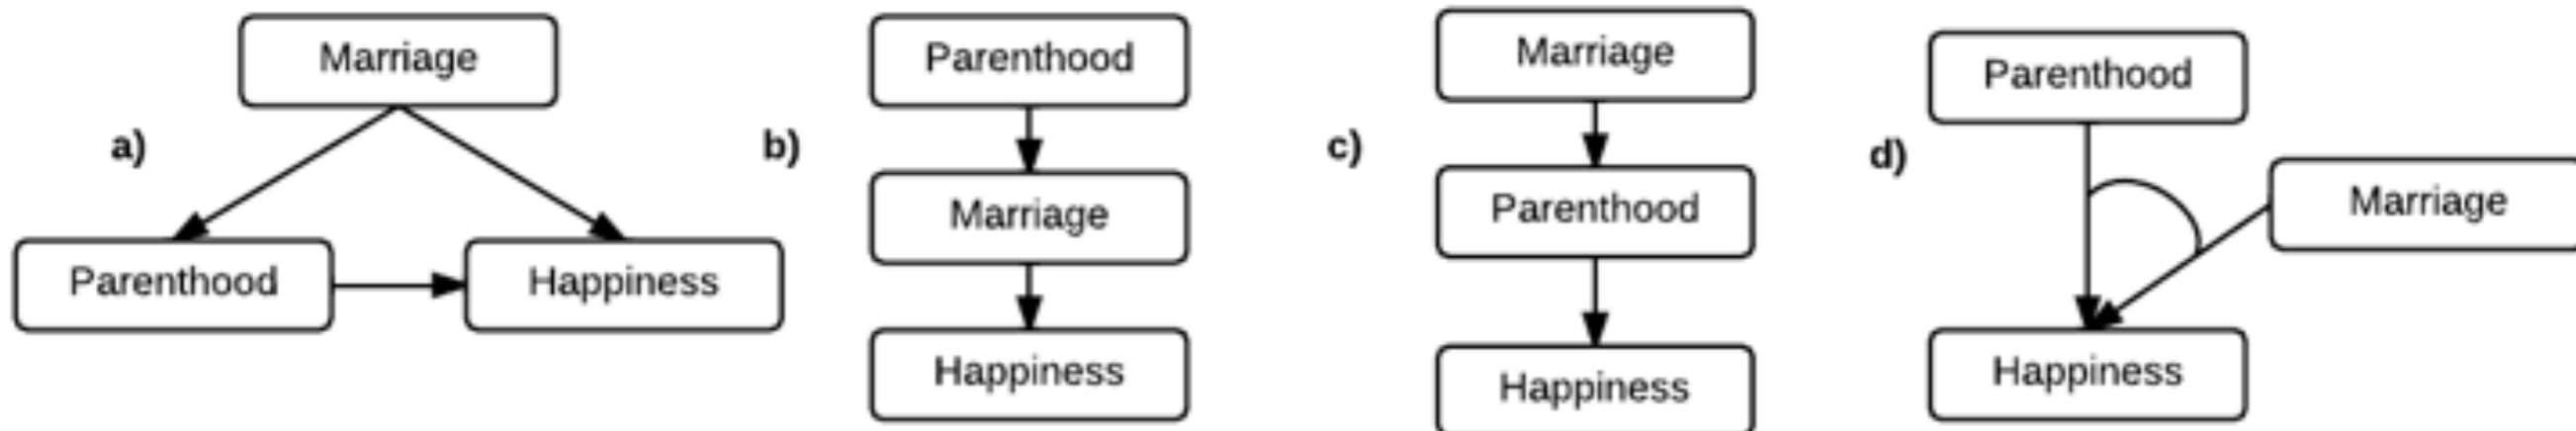 a)
Marriage
Parenthood
Happiness
b)
Parenthood
Marriage
Happiness
c)
Marriage
Parenthood
Happiness
d)
Parenthood
Marriage
Happiness